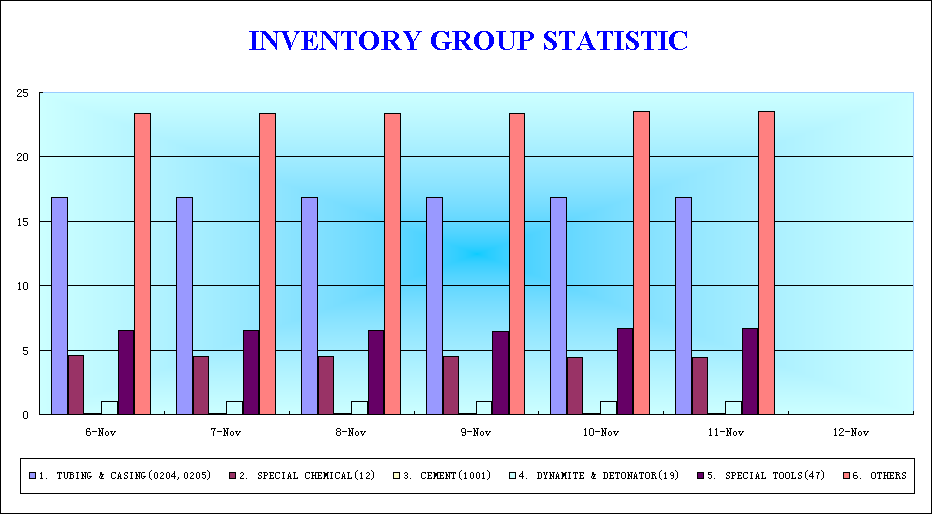 INVENTORY GROUP STATISTIC
25
20
15
10
5
0
6-Nov 7-Nov 8-Nov 9-Nov 10-Nov 11-Nov 12-Nov
1. TUBING & CASING(0204,0205) 2. SPECIAL CHEMICAL(12) 3. CEMENT(1001) 4. DYNAMITE & DETONATOR(19) 5. SPECIAL TOOLS(47) 6. OTHERS